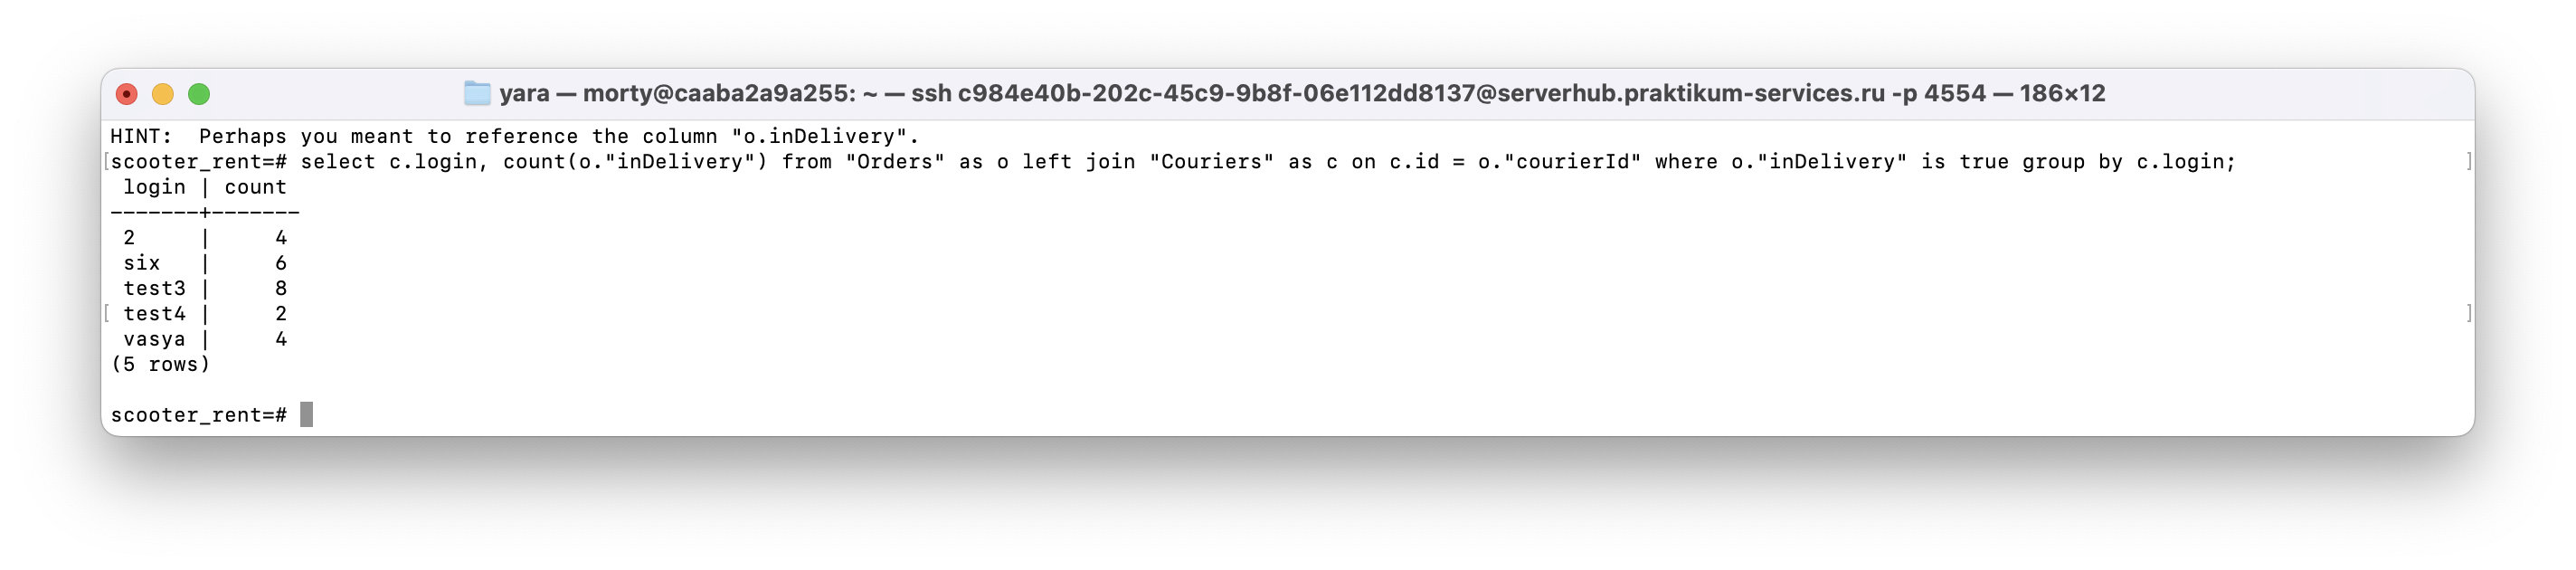 yara — morty@caaba2a9a255: ~ — ssh c984e40b-202c-45c9-9b8f-06e112dd8137@serverhub.praktikum-services.ru -p 4554 — 186×12
HINT:  Perhaps you meant to reference the column "o.inDelivery".
[scooter_rent=# select c.login, count(o."inDelivery") from "Orders" as o left join "Couriers" as c on c.id = o."courierId" where o."inDelivery" is true group by c.login; ]
 login | count
-------+-------
 2     |     4
 six   |     6
 test3 |     8
[ test4 |     2 ]
 vasya |     4
(5 rows)
scooter_rent=#